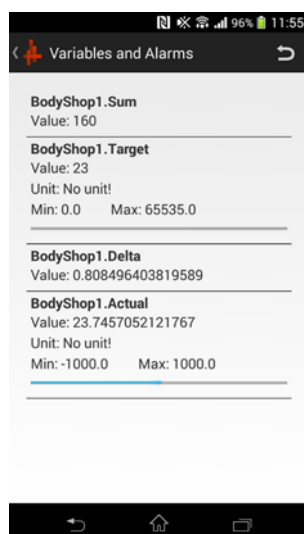 96% 11:55
Variables and Alarms
BodyShop1.Sum
Value: 160
BodyShop1.Target
Value: 23
Unit: No unit!
Min: 0.0 Max: 65535.0
BodyShop1.Delta
Value: 0.808496403819589
BodyShop1.Actual
Value: 23.7457052121767
Unit: No unit!
Min: -1000.0 Max: 1000.0